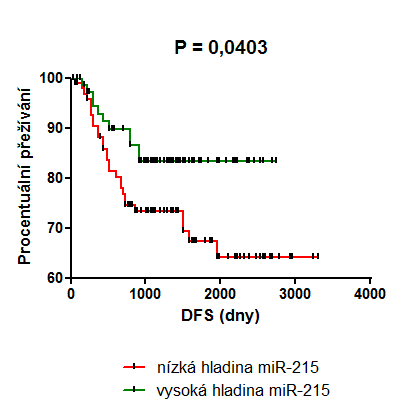 P = 0,0403
Procentuální přežívání
100
90
80
70
60
0
1000
2000
3000
4000
DFS (dny)
nízká hladina miR-215
vysoká hladina miR-215